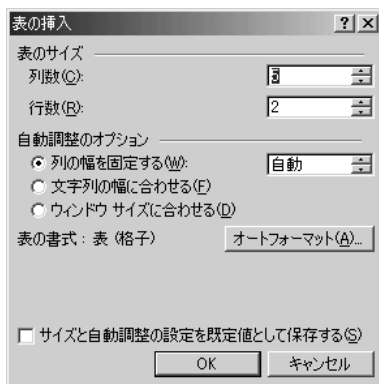 表の挿入
表のサイズ
列数(C):
行数(R): 2
自動調整のオプション
列の幅を固定する(W): 自動
文字列の幅に合わせる(F)
ウィンドウ サイズに合わせる(D)
表の書式：表 (格子) オートフォーマット(A)...
サイズと自動調整の設定を既定値として保存する(S)
OK キャンセル